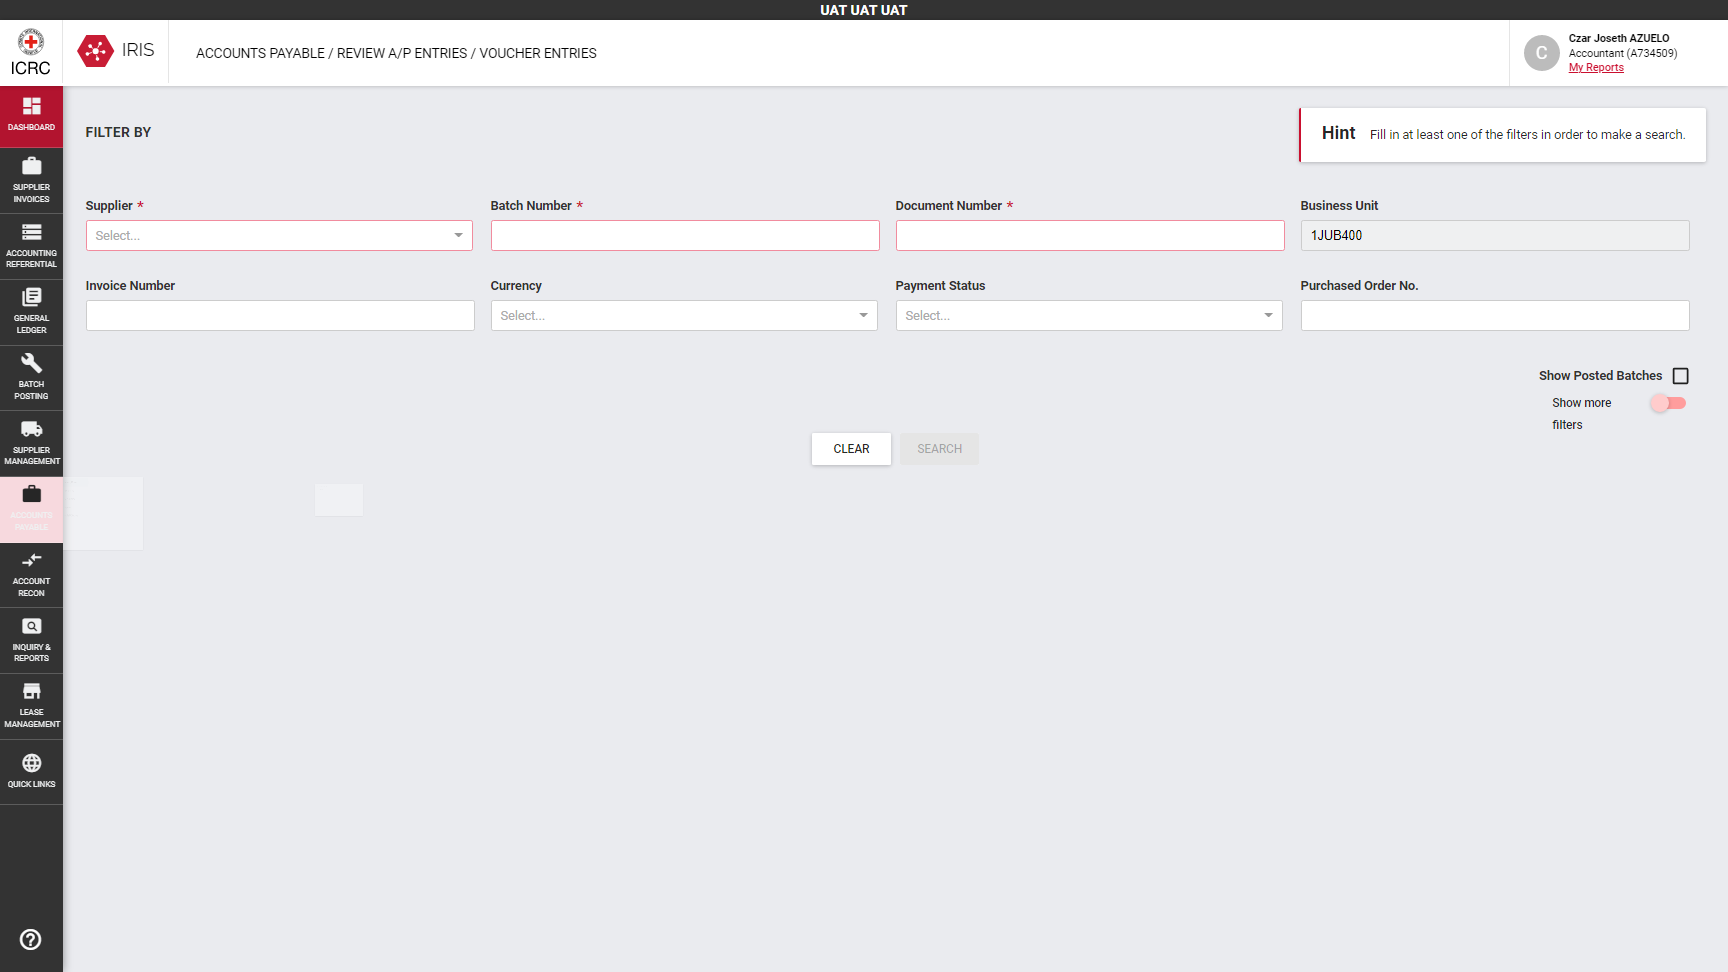 UAT UAT UAT
ICRC
IRIS
ACCOUNTS PAYABLE / REVIEW A/P ENTRIES / VOUCHER ENTRIES
C
Czar Joseth AZUELO
Accountant (A734509)
My Reports
DASHBOARD
SUPPLIER
INVOICES
ACCOUNTING
REFERENTIAL
GENERAL
LEDGER
BATCH
POSTING
SUPPLIER
MANAGEMENT
ACCOUNTS
PAYABLE
ACCOUNT
RECON
INQUIRY &
REPORTS
LEASE
MANAGEMENT
QUICK LINKS
FILTER BY
Hint Fill in at least one of the filters in order to make a search.
Supplier * Batch Number * Document Number * Business Unit
Select... 1JUB400
Invoice Number Currency Payment Status Purchased Order No.
Select... Select...
Show Posted Batches
Show more
filters
CLEAR SEARCH